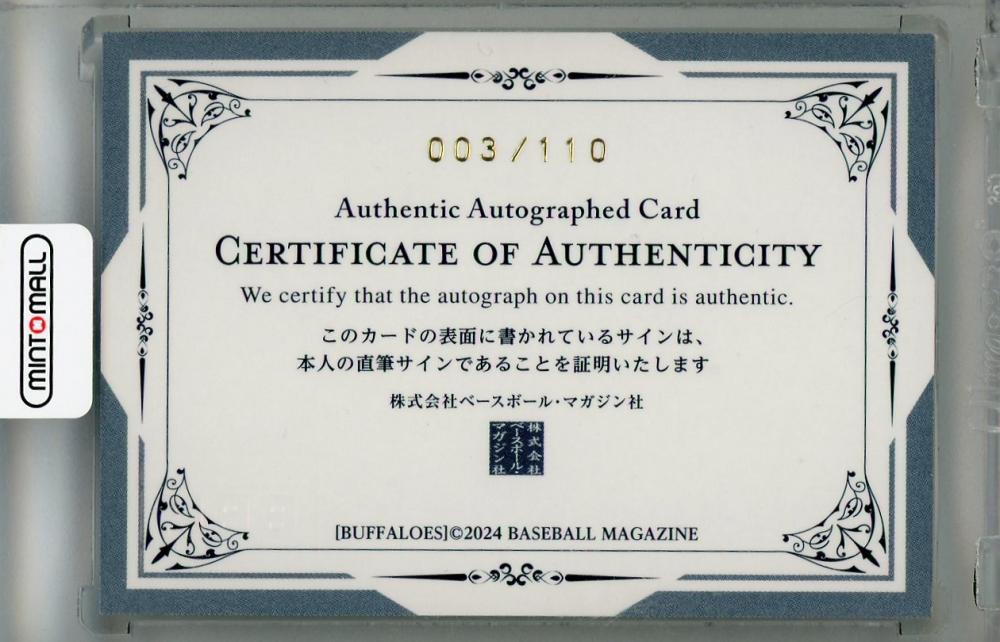 003/110
Authentic Autographed Card
CERTIFICATE OF AUTHENTICITY
We certify that the autograph on this card is authentic.
このカードの表面に書かれているサインは、
本人の直筆サインであることを証明いたします
株式会社ベースボール・マガジン社
株式会社
ベースボール・
マガジン社
[BUFFALOES]©2024 BASEBALL MAGAZINE
MINTOMALL